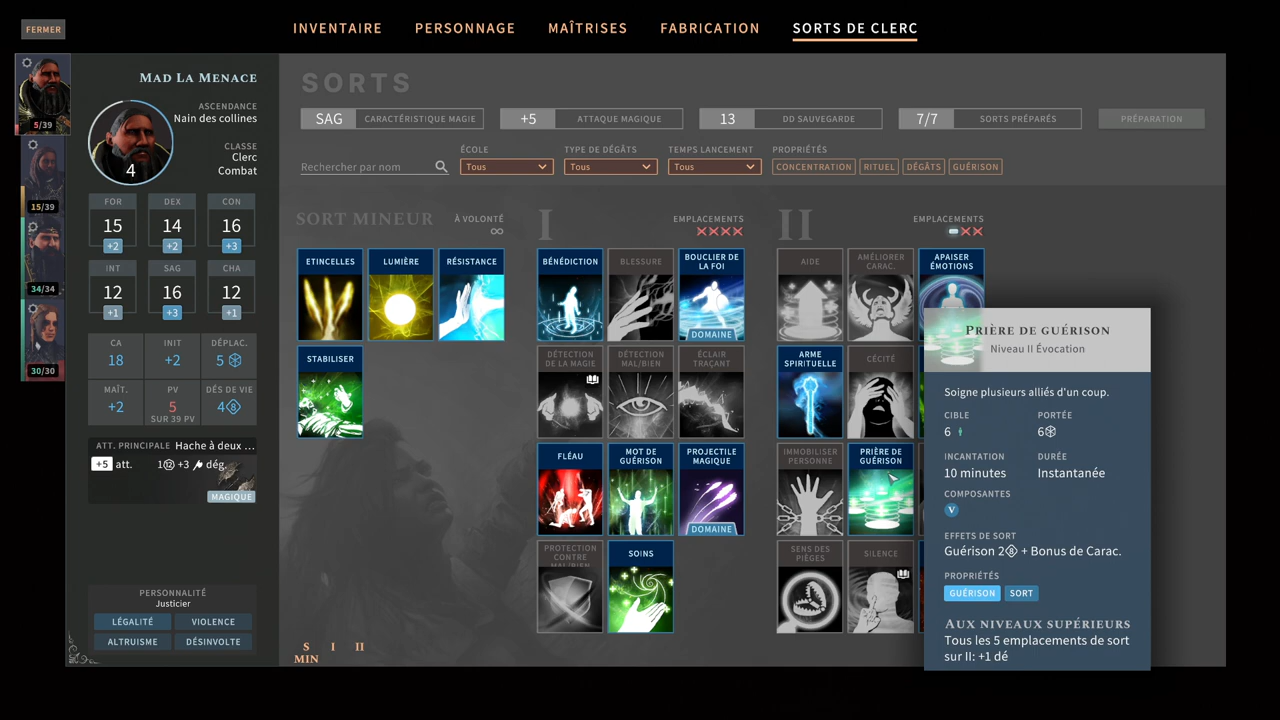 FERMER
INVENTAIRE
PERSONNAGE
MAÎTRISES
FABRICATION
SORTS DE CLERC
5/39
15/39
34/34
30/30
MAD LA MENACE
ASCENDANCE
Nain des collines
CLASSE
Clerc
Combat
4
FOR
DEX
CON
15
14
16
+2
+2
+3
INT
SAG
CHA
12
16
12
+1
+3
+1
CA
INIT
DÉPLAC.
18
+2
5
MAÎT.
PV
DÉS DE VIE
+2
5
4
SUR 39 PV
ATT. PRINCIPALE Hache à deux ...
+5 att.
+3
dég.
MAGIQUE
PERSONNALITÉ
Justicier
LÉGALITÉ
VIOLENCE
ALTRUISME
DÉSINVOLTE
SORTS
SAG CARACTÉRISTIQUE MAGIE
+5 ATTAQUE MAGIQUE
13 DD SAUVEGARDE
7/7 SORTS PRÉPARÉS
PRÉPARATION
Rechercher par nom
ÉCOLE
Tous
TYPE DE DÉGÂTS
Tous
TEMPS LANCEMENT
Tous
PROPRIÉTÉS
CONCENTRATION
RITUEL
DÉGÂTS
GUÉRISON
SORT MINEUR
À VOLONTÉ
∞
ETINCELLES
LUMIÈRE
RÉSISTANCE
STABILISER
I
EMPLACEMENTS
BÉNÉDICTION
BLESSURE
BOUCLIER DE
LA FOI
DOMAINE
DÉTECTION
DE LA MAGIE
DÉTECTION
MAL/BIEN
ÉCLAIR
TRAÇANT
FLÉAU
MOT DE
GUÉRISON
PROJECTILE
MAGIQUE
DOMAINE
PROTECTION
CONTRE
MAL/BIEN
SOINS
II
EMPLACEMENTS
AIDE
AMÉLIORER
CARAC.
APAISER
ÉMOTIONS
ARME
SPIRITUELLE
CÉCITÉ
IMMOBILISER
PERSONNE
PRIÈRE DE
GUÉRISON
SENS DES
PIÈGES
SILENCE
S
MIN
I
II
PRIÈRE DE GUÉRISON
Niveau II Évocation
Soigne plusieurs alliés d'un coup.
CIBLE
PORTÉE
6
6
INCANTATION
DURÉE
10 minutes
Instantanée
COMPOSANTES
V
EFFETS DE SORT
Guérison 2 + Bonus de Carac.
PROPRIÉTÉS
GUÉRISON
SORT
AUX NIVEAUX SUPÉRIEURS
Tous les 5 emplacements de sort
sur II: +1 dé